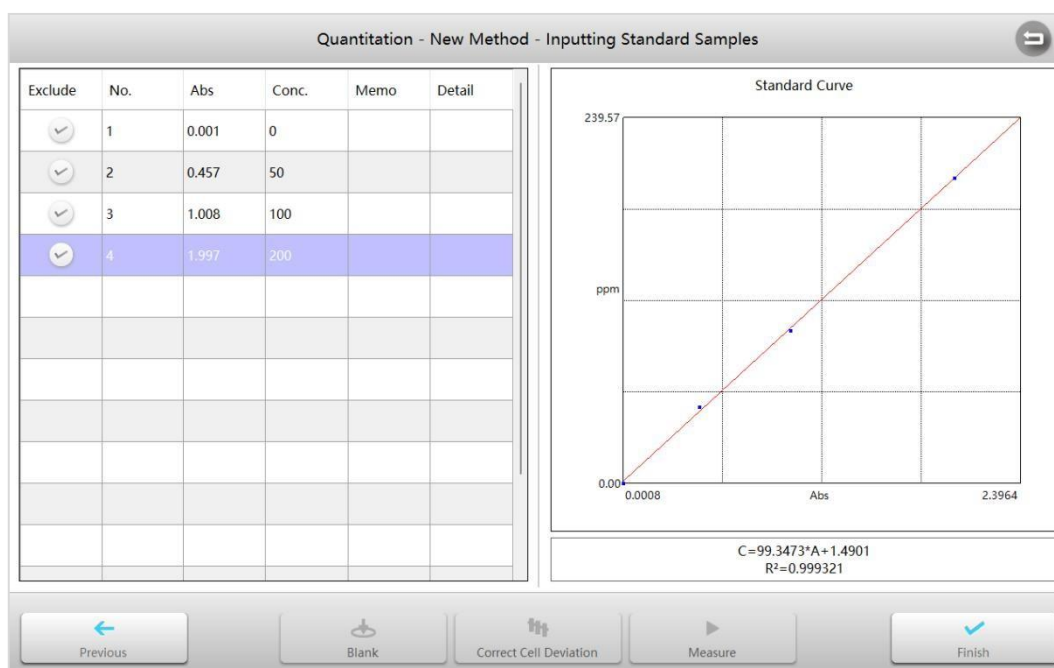 Quantitation - New Method - Inputting Standard Samples
Exclude No. Abs Conc. Memo Detail
1 0.001 0
2 0.457 50
3 1.008 100
4 1.997 200
Standard Curve
239.57
ppm
0.00
0.0008 Abs 2.3964
C=99.3473*A+1.4901
R²=0.999321
Previous Blank Correct Cell Deviation Measure Finish